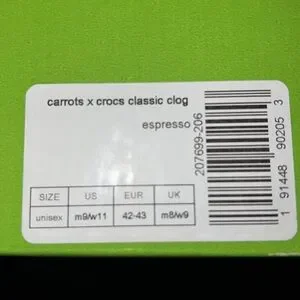 carrots x crocs classic clog
espresso
207699-206
1 91448 90205 3
SIZE US EUR UK
unisex m9/w11 42-43 m8/w9